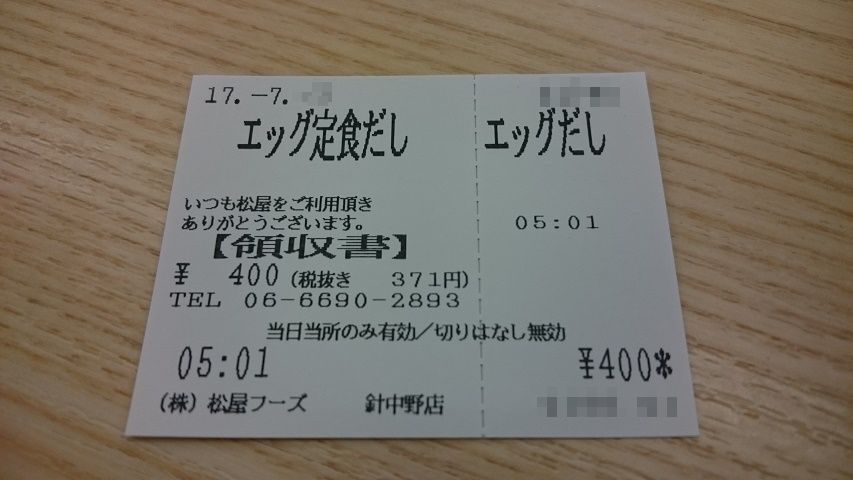 17.-7.
エッグ定食だし
エッグだし
いつも松屋をご利用頂き
ありがとうございます。
05:01
【領収書】
¥ 400(税抜き 371円)
TEL 06-6690-2893
当日当所のみ有効/切りはなし無効
05:01 ¥400*
(株)松屋フーズ 針中野店